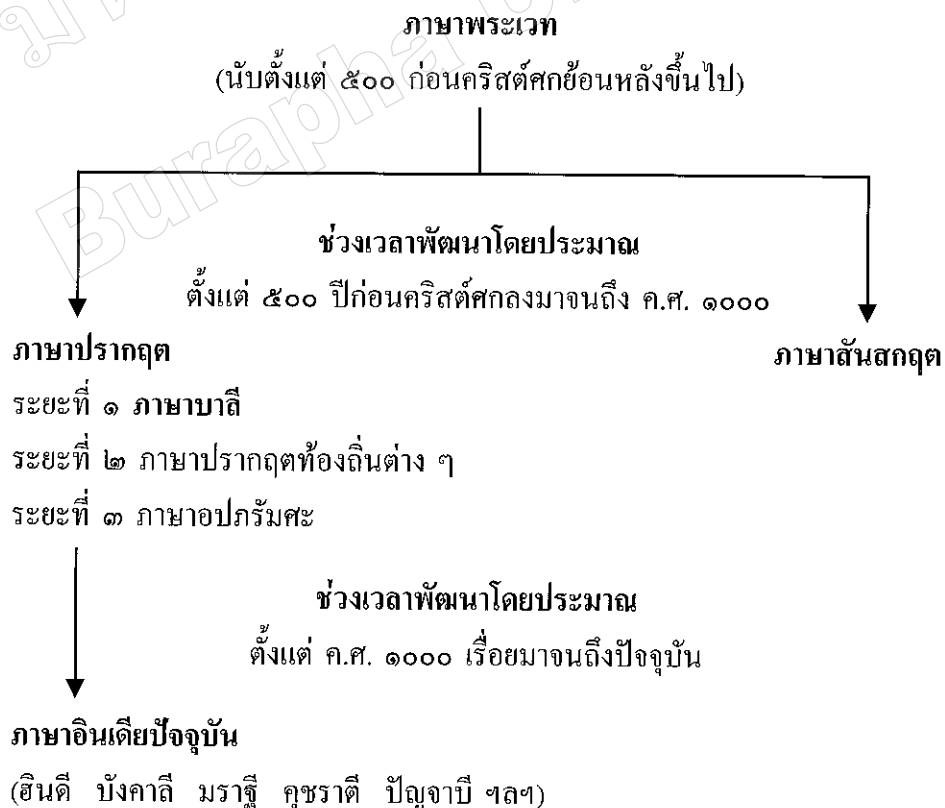 ภาษาพระเวท
(นับตั้งแต่ ๕๐๐ ก่อนคริสต์ศกย้อนหลังขึ้นไป)
Burapha
ช่วงเวลาพัฒนาโดยประมาณ
ตั้งแต่ ๕๐๐ ปีก่อนคริสต์ศกลงมาจนถึง ค.ศ. ๑๐๐๐
ภาษาปรากฤต
ภาษาสันสกฤต
ระยะที่ ๑ ภาษาบาลี
ระยะที่ ๒ ภาษาปรากฤตท้องถิ่นต่าง ๆ
ระยะที่ ๓ ภาษาอปภรัมศะ
ช่วงเวลาพัฒนาโดยประมาณ
ตั้งแต่ ค.ศ. ๑๐๐๐ เรื่อยมาจนถึงปัจจุบัน
ภาษาอินเดียปัจจุบัน
(ฮินดี บังคาลี มราฐี คุชราตี ปัญจาบี ฯลฯ)